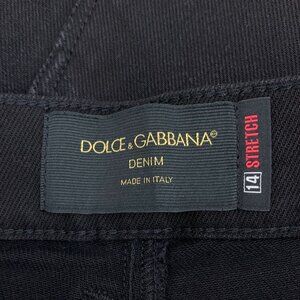 DOLCE & GABBANA®
DENIM
MADE IN ITALY
14 STRETCH